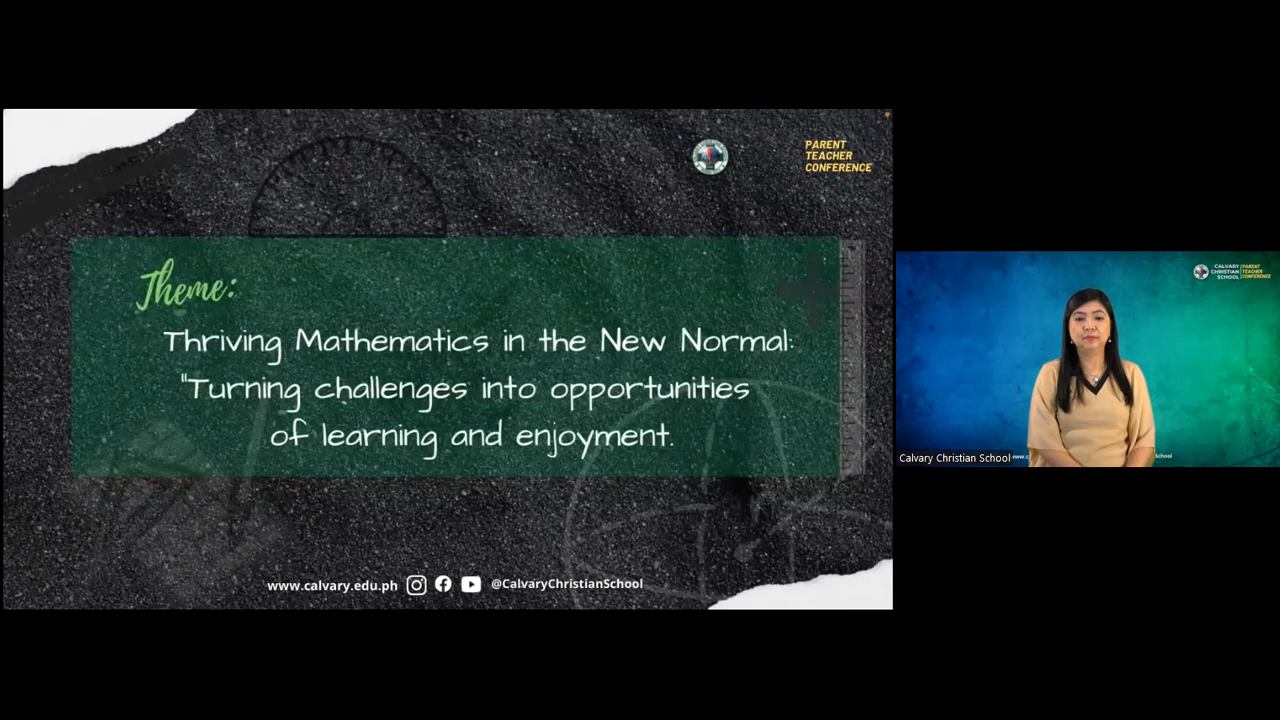 PARENT
TEACHER
CONFERENCE
Theme:
Thriving Mathematics in the New Normal:
"Turning challenges into opportunities
of learning and enjoyment.
www.calvary.edu.ph
@CalvaryChristianSchool
CALVARY
CHRISTIAN
SCHOOL
PARENT
TEACHER
CONFERENCE
Calvary Christian School